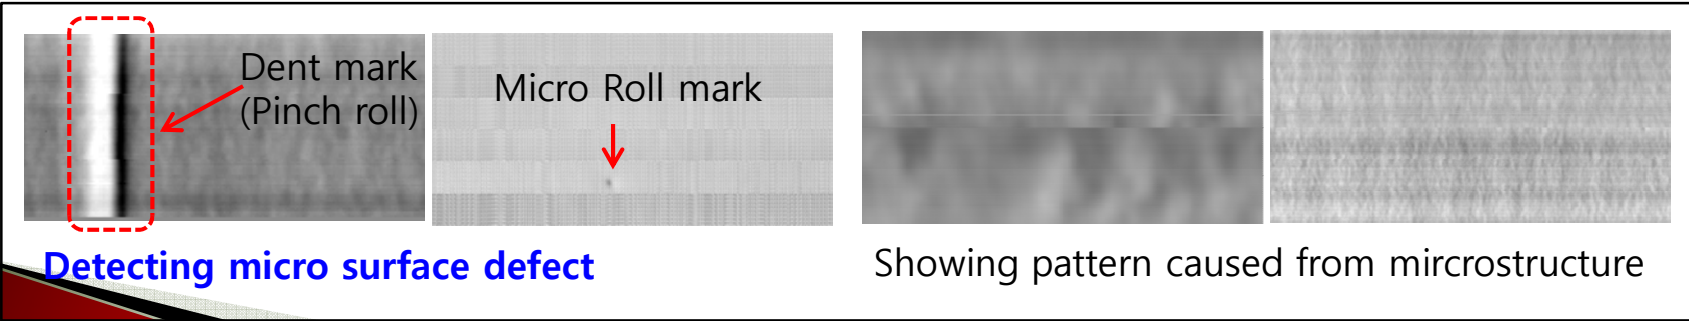 Dent mark
(Pinch roll)
Micro Roll mark
Detecting micro surface defect
Showing pattern caused from mircrostructure